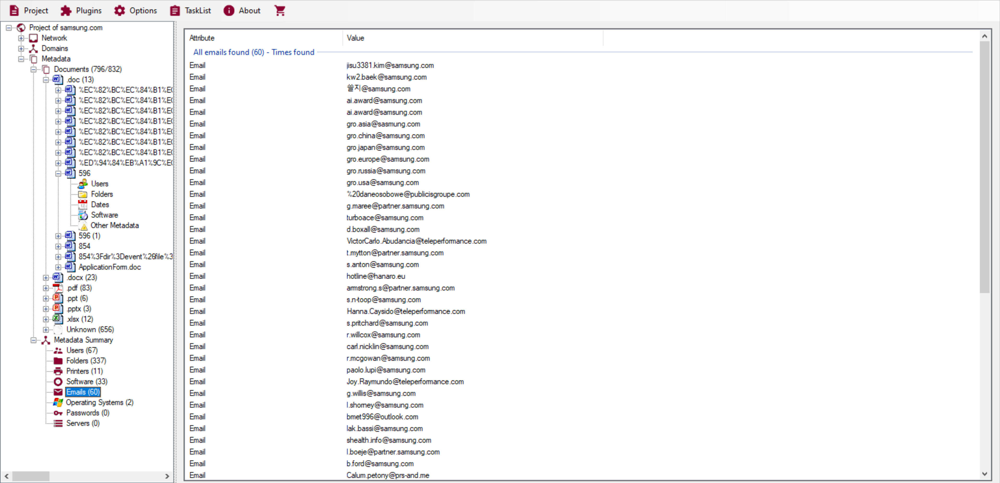 Project Plugins Options TaskList About
Project of samsung.com
Network
Domains
Metadata
Documents (796/832)
.doc (13)
%EC%82%BC%EC%84%B1%EC
%EC%82%BC%EC%84%B1%EC
%EC%82%BC%EC%84%B1%EC
%EC%82%BC%EC%84%B1%EC
%EC%82%BC%EC%84%B1%EC
%EC%82%BC%EC%84%B1%EC
%EC%82%BC%EC%84%B1%EC
%ED%94%84%EB%A1%9C%EC
596
Users
Folders
Dates
Software
Other Metadata
596 (1)
854
854%3Fdir%3Devent%26file%3
ApplicationForm.doc
.docx (23)
.pdf (83)
.ppt (6)
.pptx (3)
.xlsx (12)
Unknown (656)
Metadata Summary
Users (67)
Folders (337)
Printers (11)
Software (33)
Emails (60)
Operating Systems (2)
Passwords (0)
Servers (0)
Attribute Value
All emails found (60) - Times found
Email jisu3381.kim@samsung.com
Email kw2.baek@samsung.com
Email 쓸지@samsung.com
Email ai.award@samsung.com
Email ai.award@samsung.com
Email gro.asia@sasmung.com
Email gro.china@samsung.com
Email gro.japan@samsung.com
Email gro.europe@samsung.com
Email gro.russia@samsung.com
Email gro.usa@samsung.com
Email %20daneosobowe@publicisgroupe.com
Email g.maree@partner.samsung.com
Email turboace@samsung.com
Email d.boxall@samsung.com
Email VictorCarlo.Abudancia@teleperformance.com
Email t.mytton@partner.samsung.com
Email s.anton@samsung.com
Email hotline@hanaro.eu
Email armstrong.s@partner.samsung.com
Email s.n-toop@samsung.com
Email Hanna.Caysido@teleperformance.com
Email s.pritchard@samsung.com
Email r.willcox@samsung.com
Email carl.nicklin@samsung.com
Email r.mcgowan@samsung.com
Email paolo.lupi@samsung.com
Email Joy.Raymundo@teleperformance.com
Email g.willis@samsung.com
Email l.shorney@samsung.com
Email bmet996@outlook.com
Email lak.bassi@samsung.com
Email shealth.info@samsung.com
Email l.boeje@partner.samsung.com
Email b.ford@samsung.com
Email Calum.petony@prs-and.me